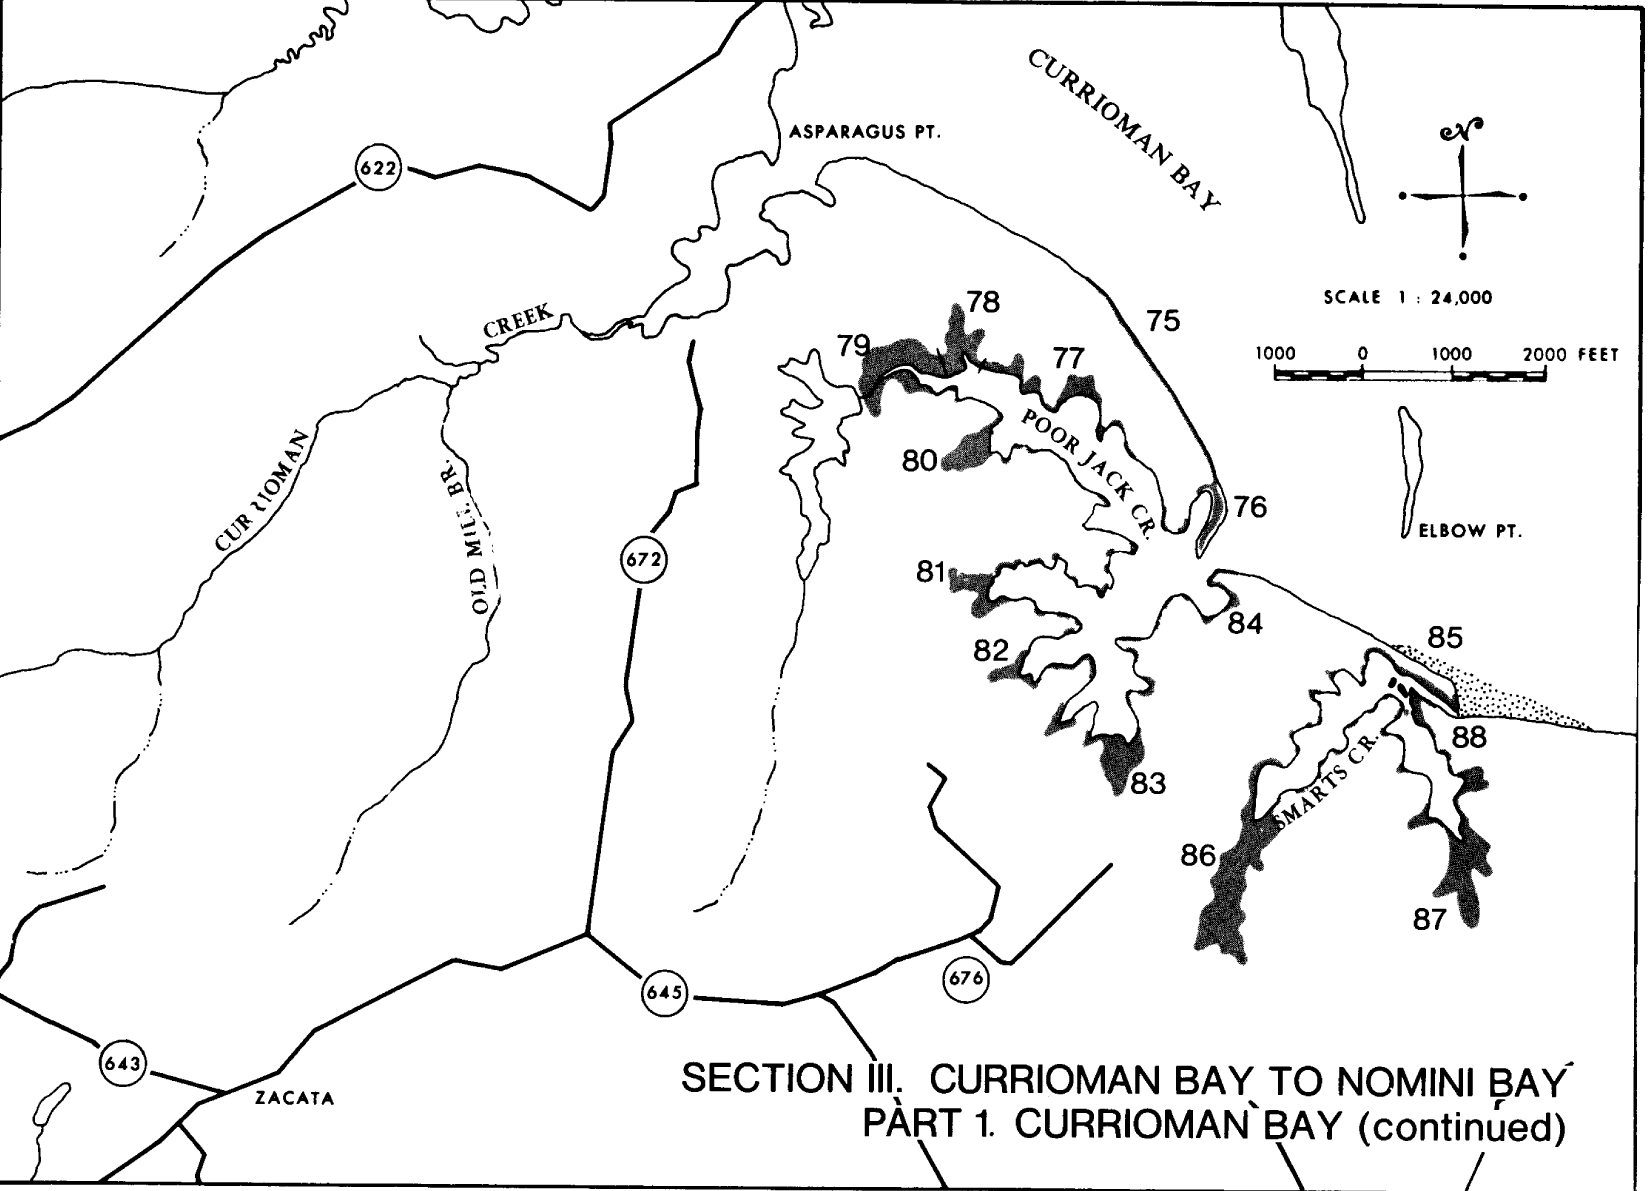 CURRIOMAN BAY
ASPARAGUS PT.
N
622
SCALE 1 : 24,000
1000 0 1000 2000 FEET
CREEK
78
75
79
77
POOR JACK CR.
CURRIOMAN
OLD MILL BR.
80
76
ELBOW PT.
672
81
84
82
85
88
83
SMARTS CR.
86
87
676
645
643
ZACATA
SECTION III. CURRIOMAN BAY TO NOMINI BAY
PART 1. CURRIOMAN BAY (continued)